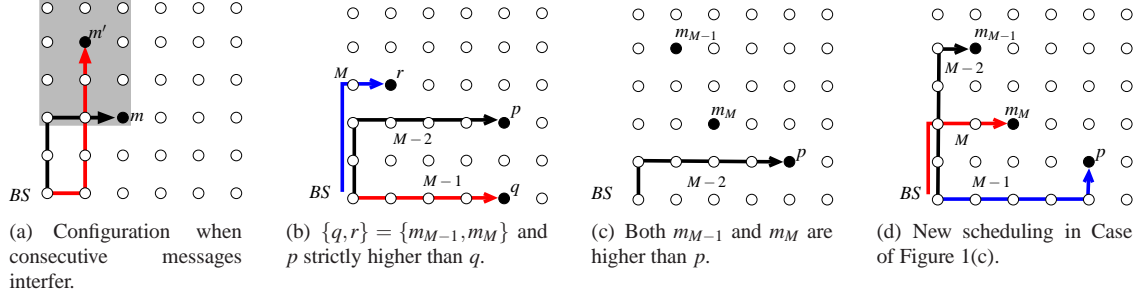 m′
m
BS
M
r
p
M−2
M−1
q
BS
m_{M−1}
m_M
p
M−2
BS
m_{M−1}
M−2
m_M
M
p
M−1
BS
(a) Configuration when
consecutive messages
interfer.
(b) {q,r} = {m_{M−1},m_M} and
p strictly higher than q.
(c) Both m_{M−1} and m_M are
higher than p.
(d) New scheduling in Case
of Figure 1(c).